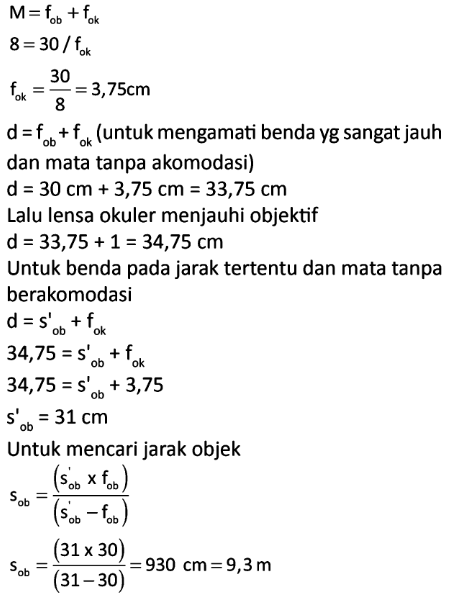 M = f_ob + f_ok
8 = 30 / f_ok
f_ok = 30/8 = 3,75cm
d = f_ob + f_ok (untuk mengamati benda yg sangat jauh
dan mata tanpa akomodasi)
d = 30 cm + 3,75 cm = 33,75 cm
Lalu lensa okuler menjauhi objektif
d = 33,75 + 1 = 34,75 cm
Untuk benda pada jarak tertentu dan mata tanpa
berakomodasi
d = s'_ob + f_ok
34,75 = s'_ob + f_ok
34,75 = s'_ob + 3,75
s'_ob = 31 cm
Untuk mencari jarak objek
s_ob = (s'_ob x f_ob) / (s'_ob – f_ob)
s_ob = (31 x 30) / (31 – 30) = 930 cm = 9,3 m